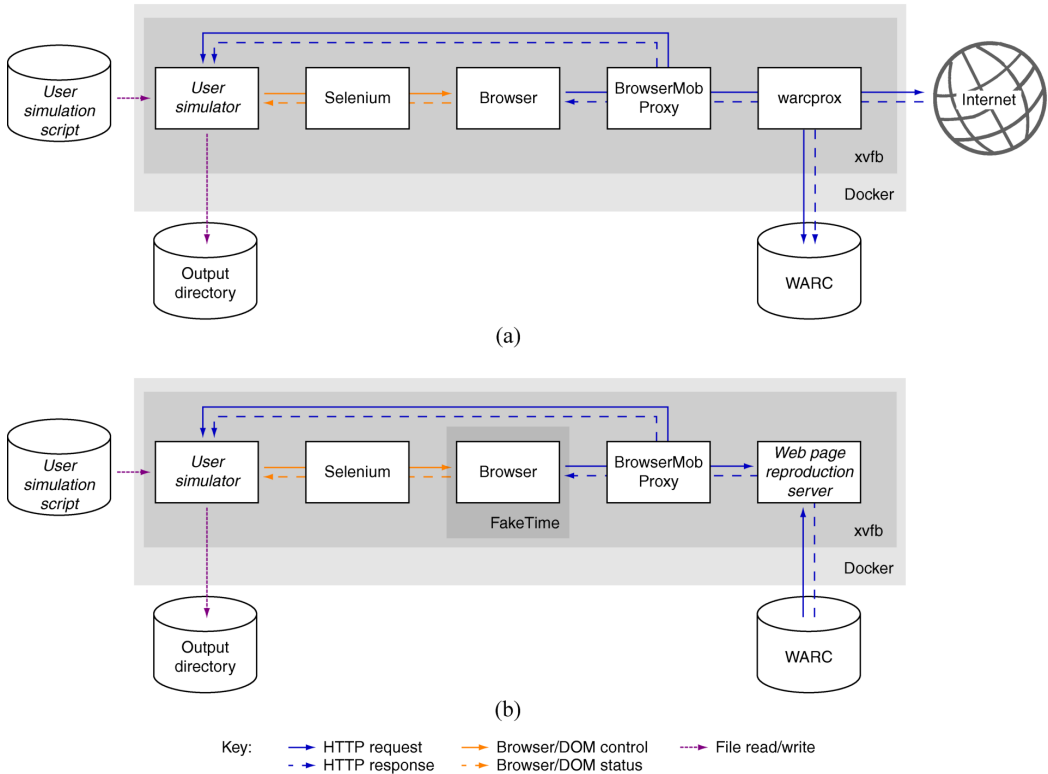 User
simulation
script
User
simulator
Selenium
Browser
BrowserMob
Proxy
warcprox
Internet
xvfb
Docker
Output
directory
WARC
(a)
User
simulation
script
User
simulator
Selenium
Browser
FakeTime
BrowserMob
Proxy
Web page
reproduction
server
xvfb
Docker
Output
directory
WARC
(b)
Key:
HTTP request
HTTP response
Browser/DOM control
Browser/DOM status
File read/write